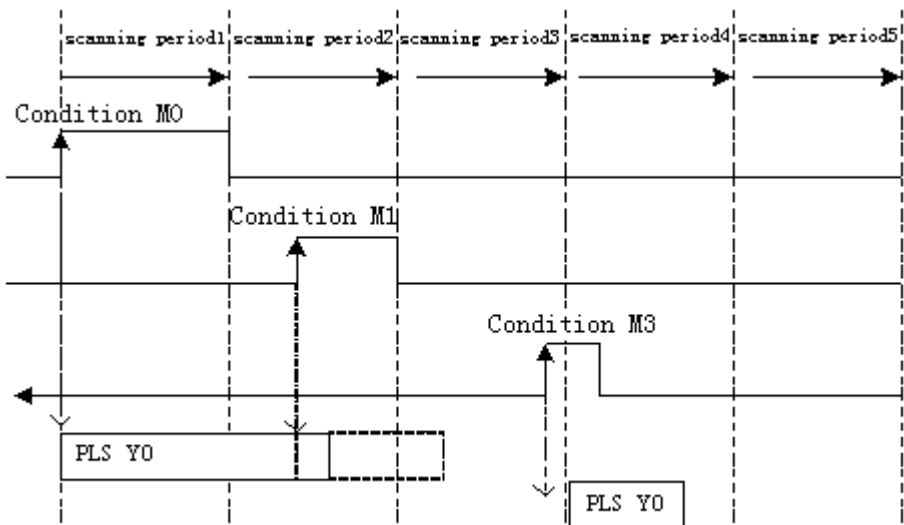 scanning period1 scanning period2 scanning period3 scanning period4 scanning period5
Condition M0
Condition M1
Condition M3
PLS Y0
PLS Y0